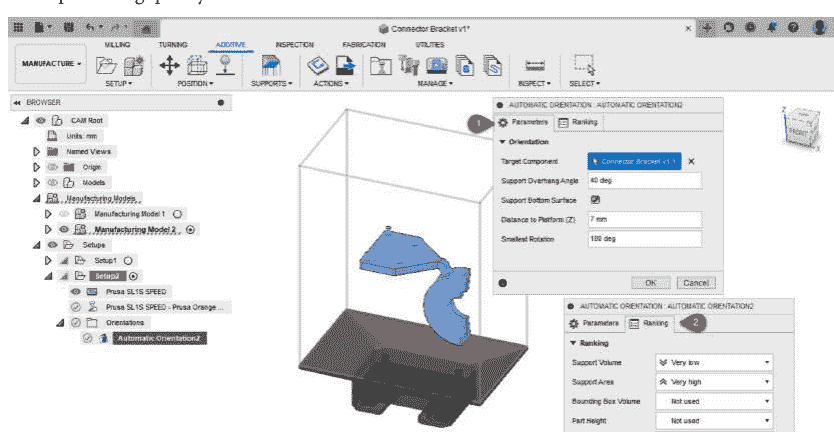 Connector Bracket v1*
MILLING TURNING ADDITIVE INSPECTION FABRICATION UTILITIES
MANUFACTURE
SETUP POSITION SUPPORTS ACTIONS MANAGE INSPECT SELECT
BROWSER
CAM Root
Units: mm
Named Views
Origin
Models
Manufacturing Models
Manufacturing Model 1
Manufacturing Model 2
Setups
Setup1
Setup2
Prusa SL1S SPEED
Prusa SL1S SPEED - Prusa Orange ...
Orientations
Automatic Orientation2
AUTOMATIC ORIENTATION : AUTOMATIC ORIENTATION2
1
Parameters Ranking
Orientation
Target Component Connector Bracket v1:1
Support Overhang Angle 40 deg
Support Bottom Surface
Distance to Platform (Z) 7 mm
Smallest Rotation 180 deg
OK Cancel
AUTOMATIC ORIENTATION : AUTOMATIC ORIENTATION2
Parameters Ranking 2
Ranking
Support Volume Very low
Support Area Very high
Bounding Box Volume Not used
Part Height Not used
Z
FRONT
X